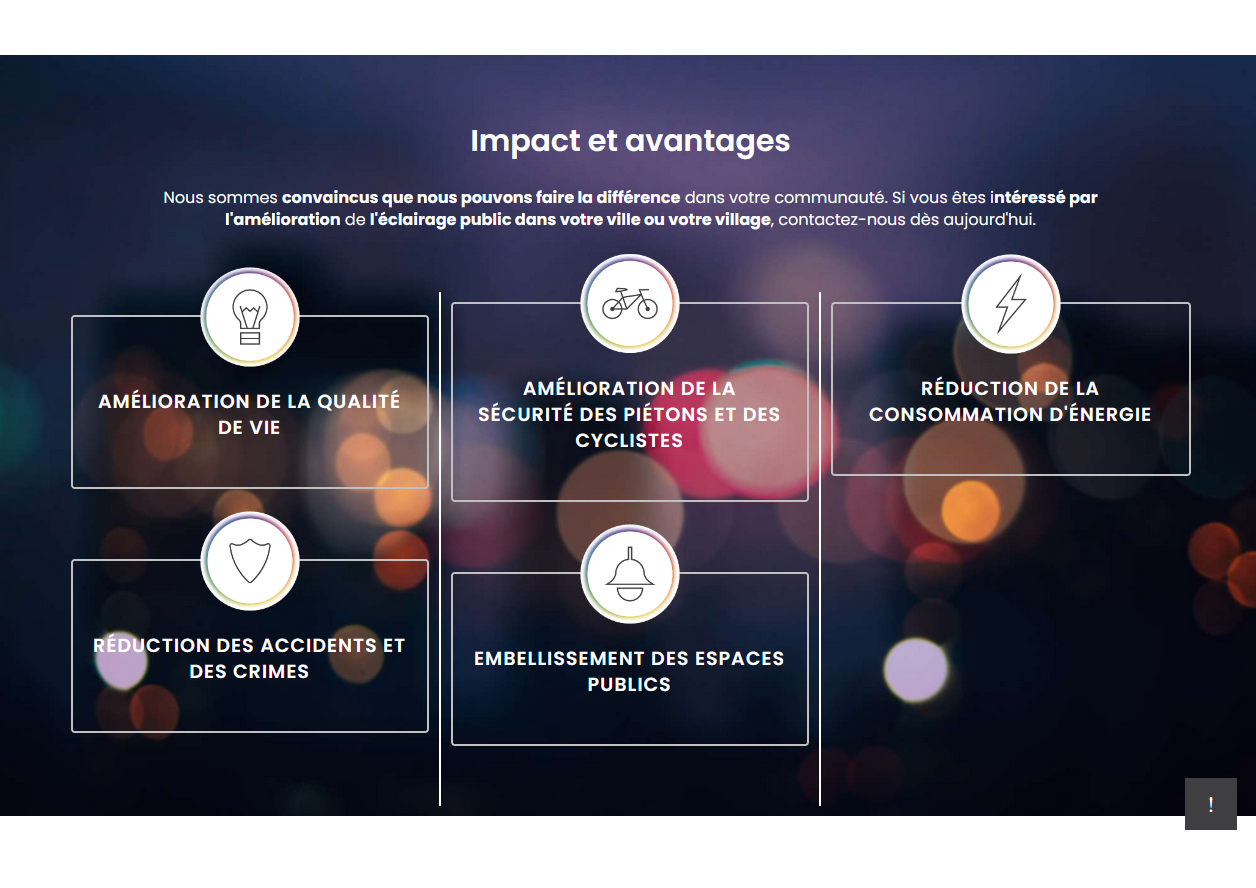 Impact et avantages
Nous sommes convaincus que nous pouvons faire la différence dans votre communauté. Si vous êtes intéressé par
l'amélioration de l'éclairage public dans votre ville ou votre village, contactez-nous dès aujourd'hui.
AMÉLIORATION DE LA QUALITÉ
DE VIE
RÉDUCTION DES ACCIDENTS ET
DES CRIMES
AMÉLIORATION DE LA
SÉCURITÉ DES PIÉTONS ET DES
CYCLISTES
EMBELLISSEMENT DES ESPACES
PUBLICS
RÉDUCTION DE LA
CONSOMMATION D'ÉNERGIE
!